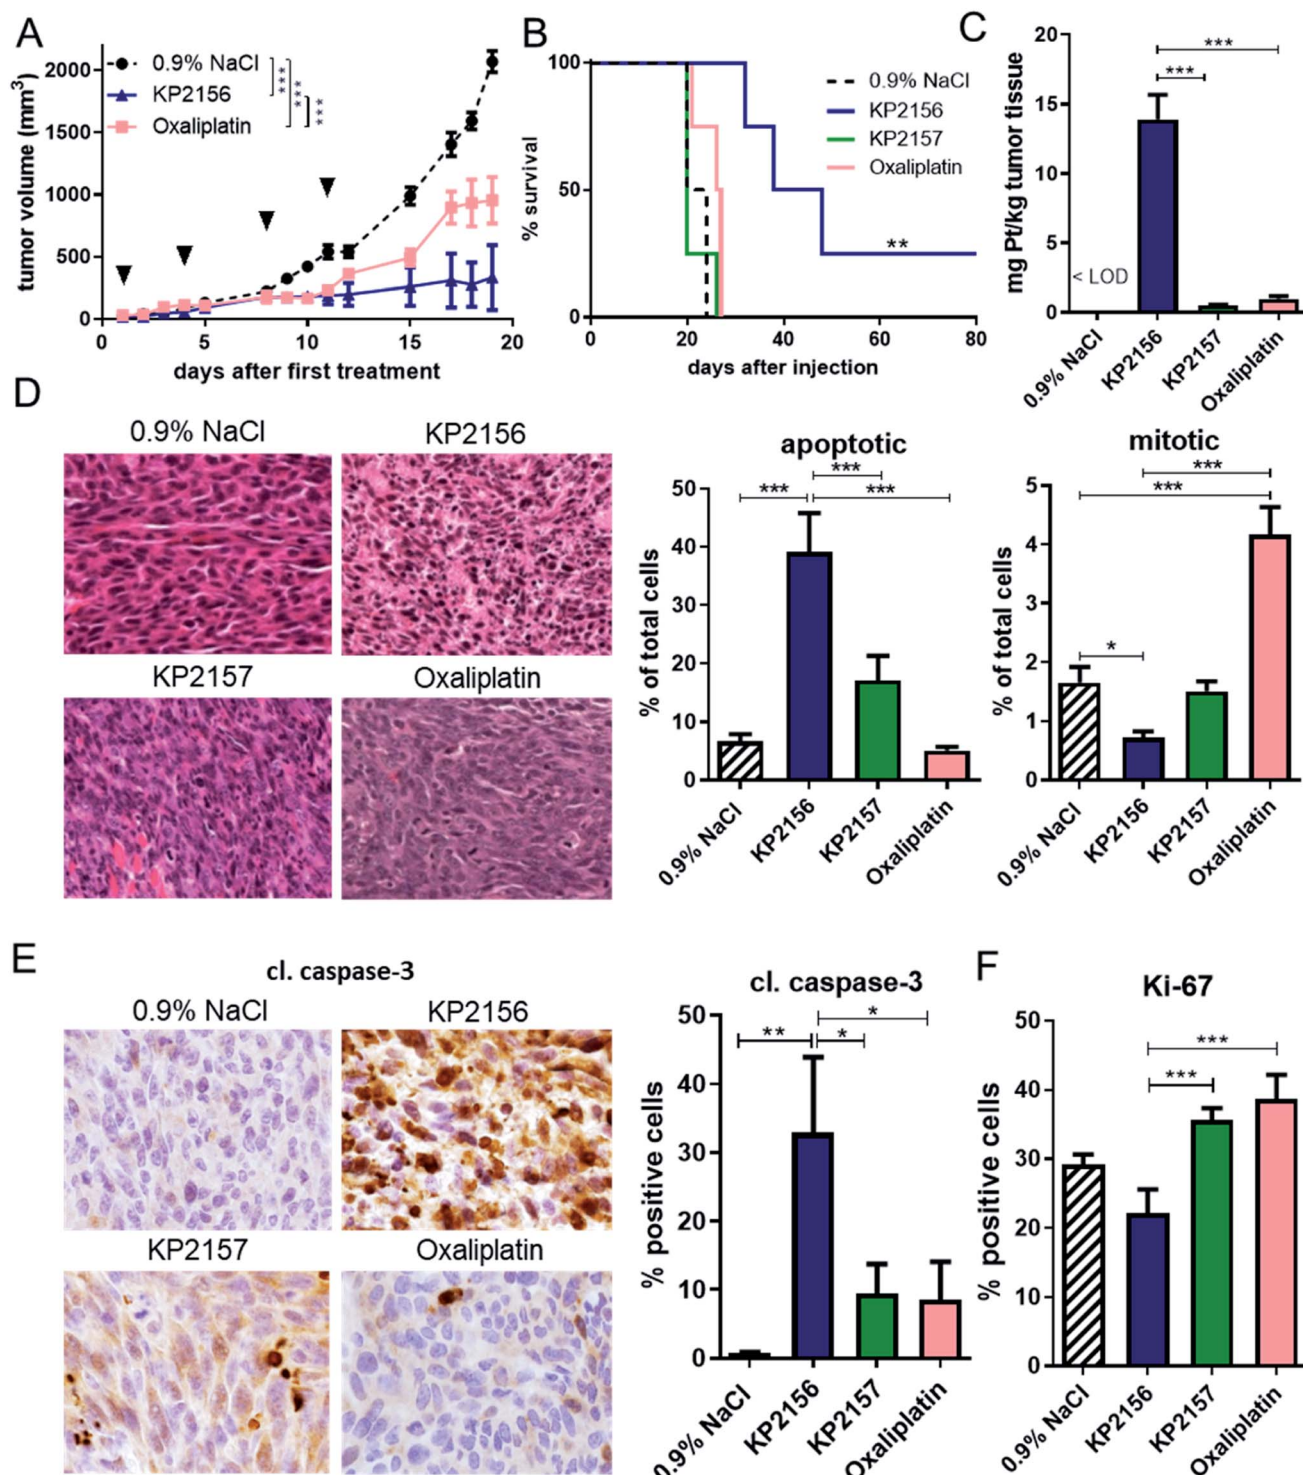 A
tumor volume (mm³)
2000
1500
1000
500
0
0
5
10
15
20
days after first treatment
0.9% NaCl
KP2156
Oxaliplatin
***
***
***
B
% survival
100
50
0
0
20
40
60
80
days after injection
0.9% NaCl
KP2156
KP2157
Oxaliplatin
**
C
mg Pt/kg tumor tissue
20
15
10
5
0
***
***
< LOD
0.9% NaCl
KP2156
KP2157
Oxaliplatin
D
0.9% NaCl
KP2156
KP2157
Oxaliplatin
apoptotic
% of total cells
50
40
30
20
10
0
***
***
***
0.9% NaCl
KP2156
KP2157
Oxaliplatin
mitotic
% of total cells
5
4
3
2
1
0
***
***
*
0.9% NaCl
KP2156
KP2157
Oxaliplatin
E
cl. caspase-3
0.9% NaCl
KP2156
KP2157
Oxaliplatin
cl. caspase-3
% positive cells
50
40
30
20
10
0
*
**
*
0.9% NaCl
KP2156
KP2157
Oxaliplatin
F
Ki-67
% positive cells
50
40
30
20
10
0
***
***
0.9% NaCl
KP2156
KP2157
Oxaliplatin